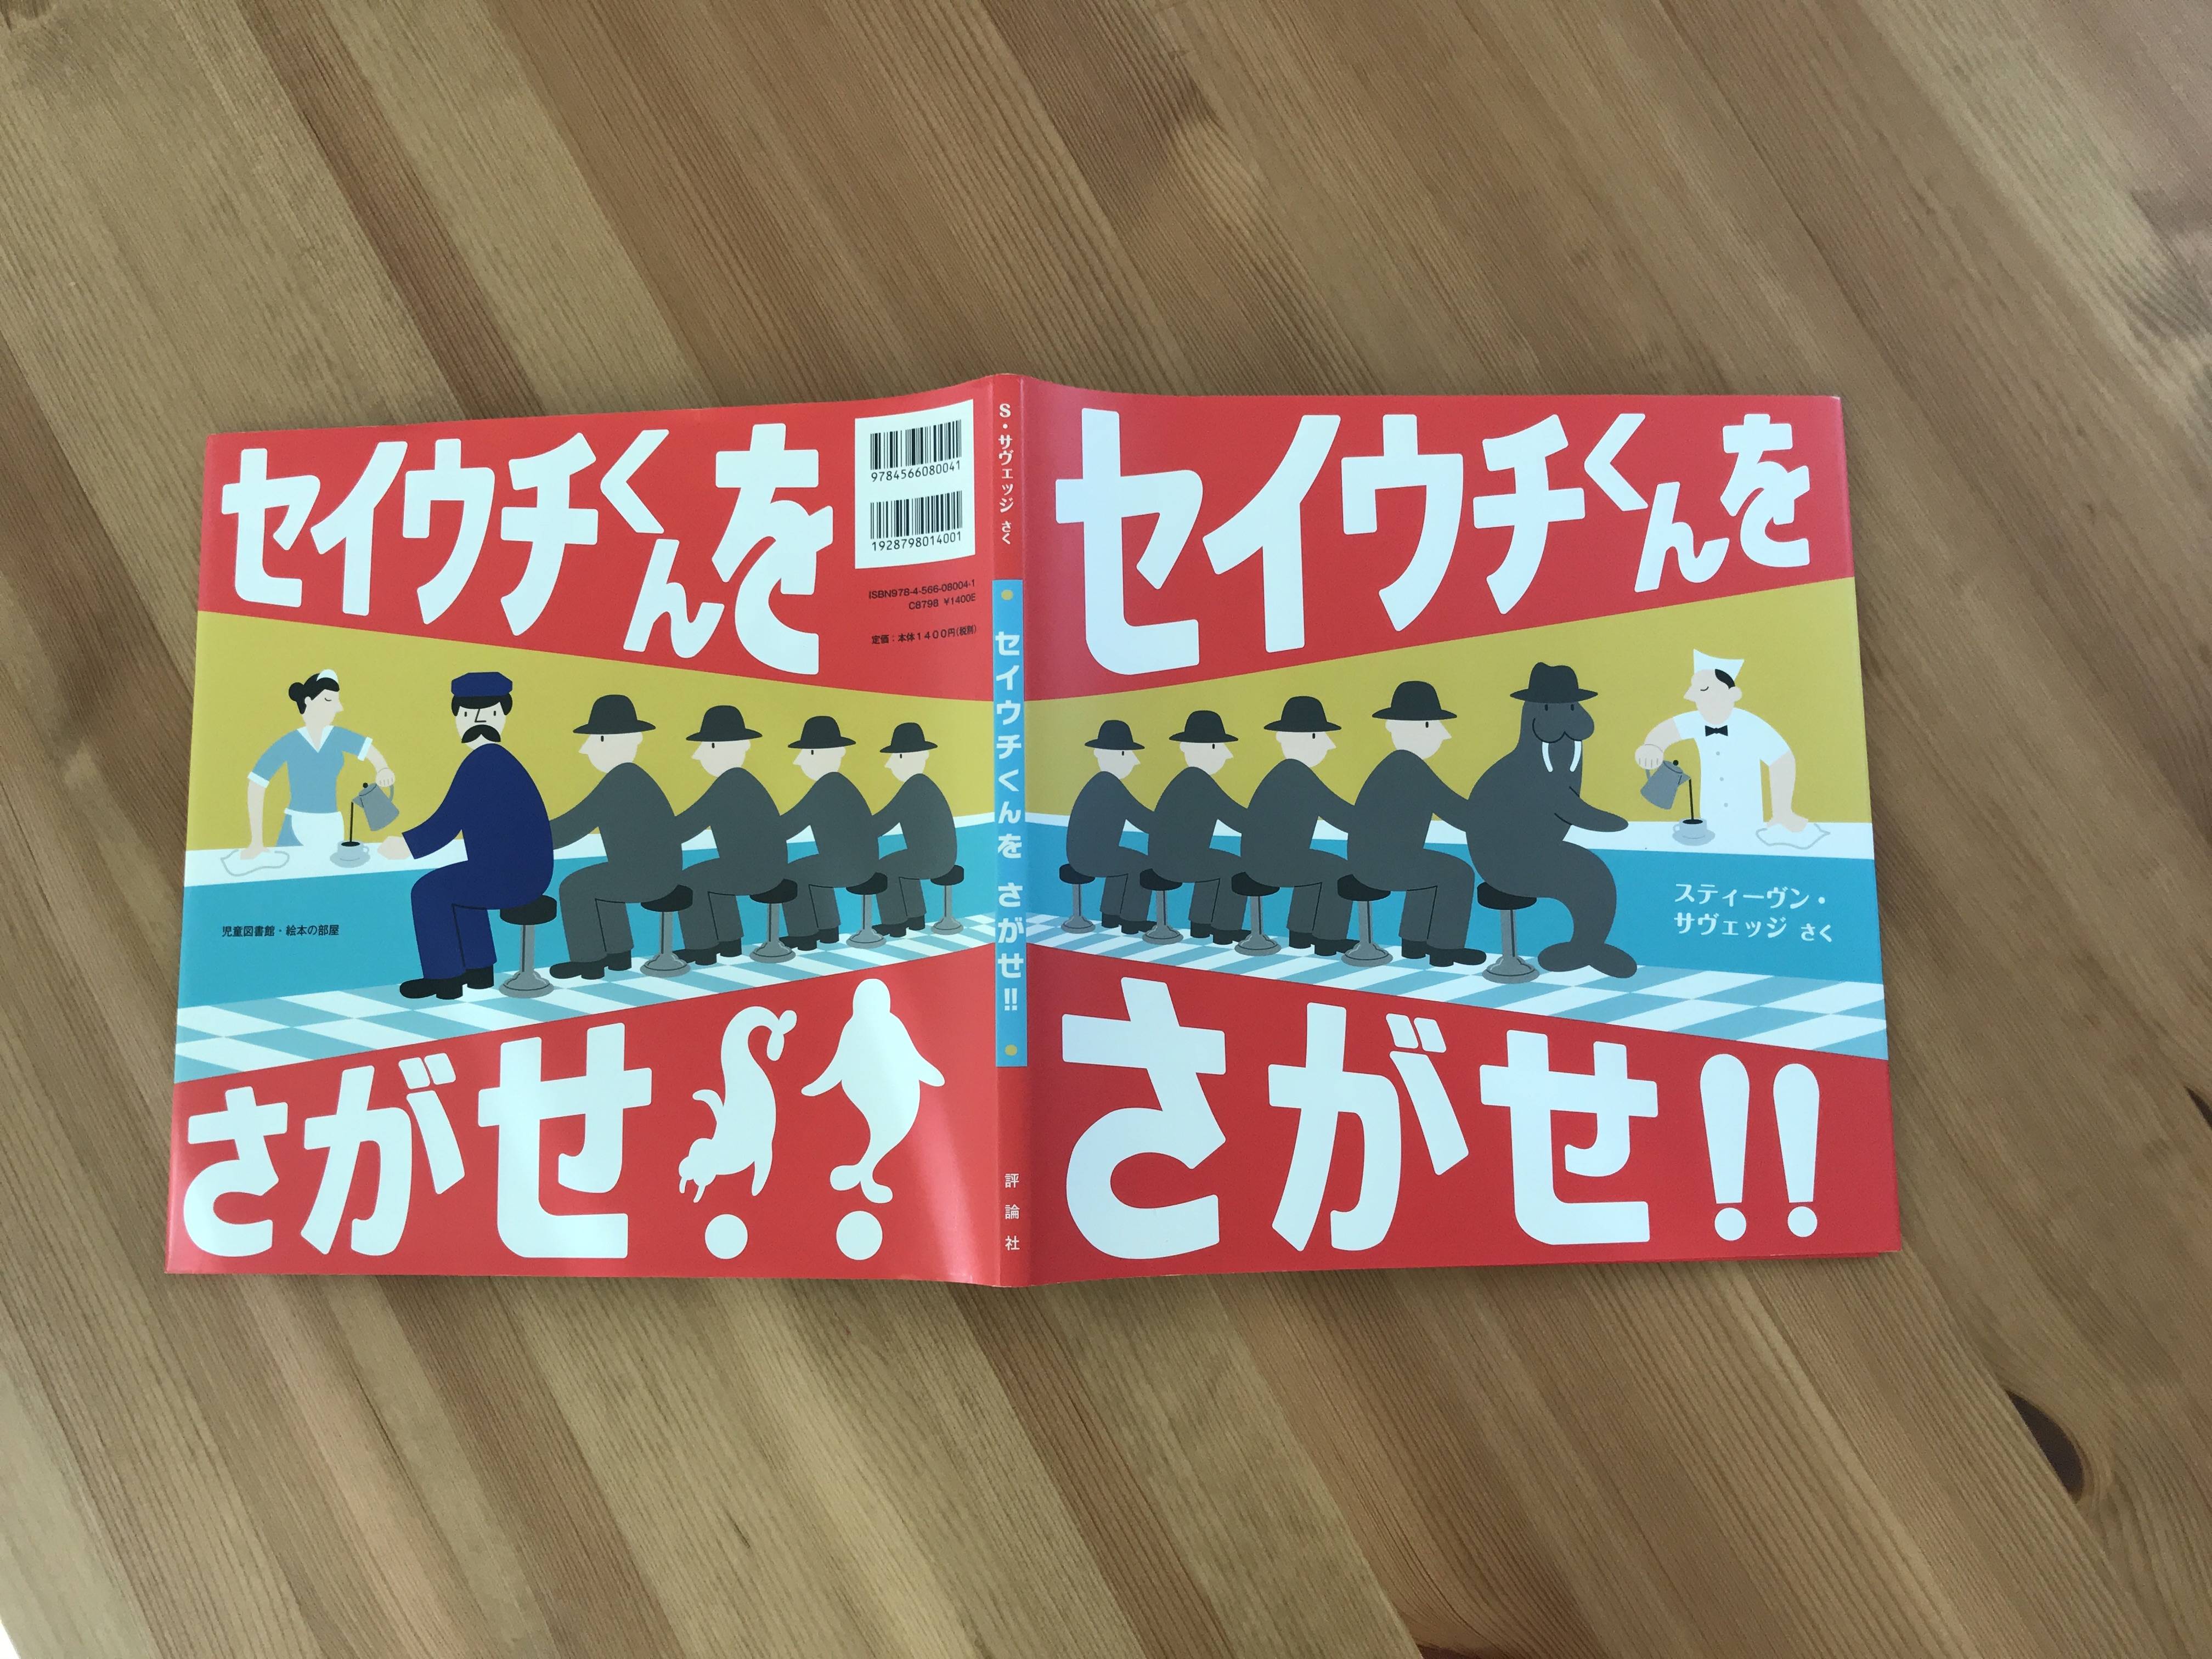 セイウチくんを
さがせ!!
9784566080041
1928798014001
ISBN978-4-566-08004-1
C8798 ¥1400E
定価：本体1400円(税別)
児童図書館・絵本の部屋
S・サヴェッジ さく
セイウチくんを さがせ!!
評論社
セイウチくんを
スティーヴン・
サヴェッジ さく
さがせ!!